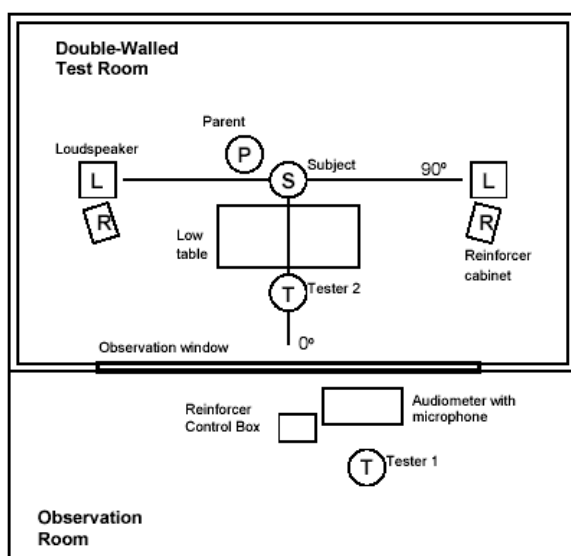 Double-Walled
Test Room
Parent
P
Loudspeaker
S
Subject
90º
L
L
R
R
Low
table
Reinforcer
cabinet
T
Tester 2
0º
Observation window
Reinforcer
Control Box
Audiometer with
microphone
T
Tester 1
Observation
Room